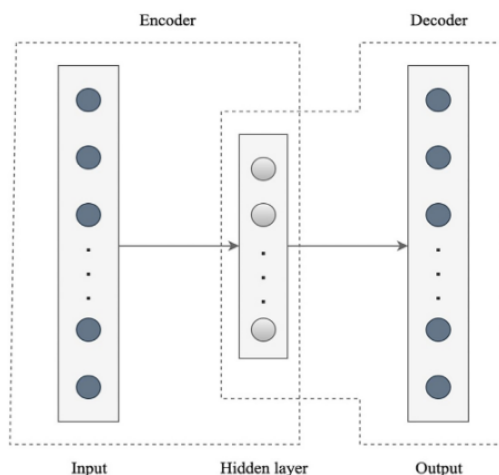 Encoder
Decoder
Input
Hidden layer
Output